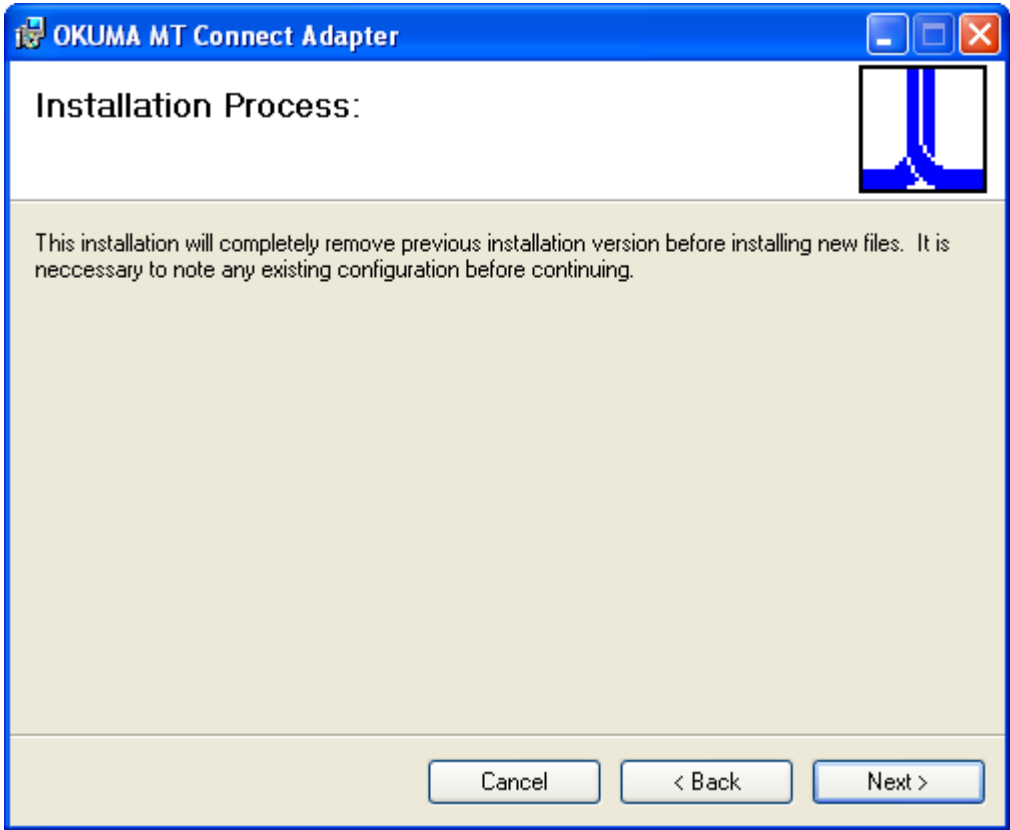 OKUMA MT Connect Adapter
Installation Process:
This installation will completely remove previous installation version before installing new files.  It is
neccessary to note any existing configuration before continuing.
Cancel
< Back
Next >